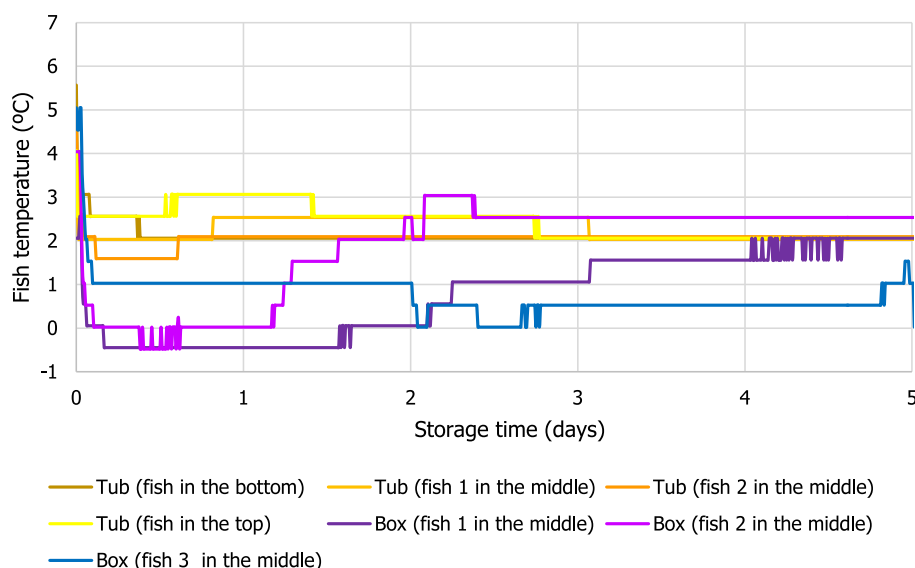 7
6
5
4
3
2
1
0
-1
Fish temperature (ºC)
0 1 2 3 4 5
Storage time (days)
Tub (fish in the bottom) Tub (fish 1 in the middle) Tub (fish 2 in the middle)
Tub (fish in the top) Box (fish 1 in the middle) Box (fish 2 in the middle)
Box (fish 3 in the middle)